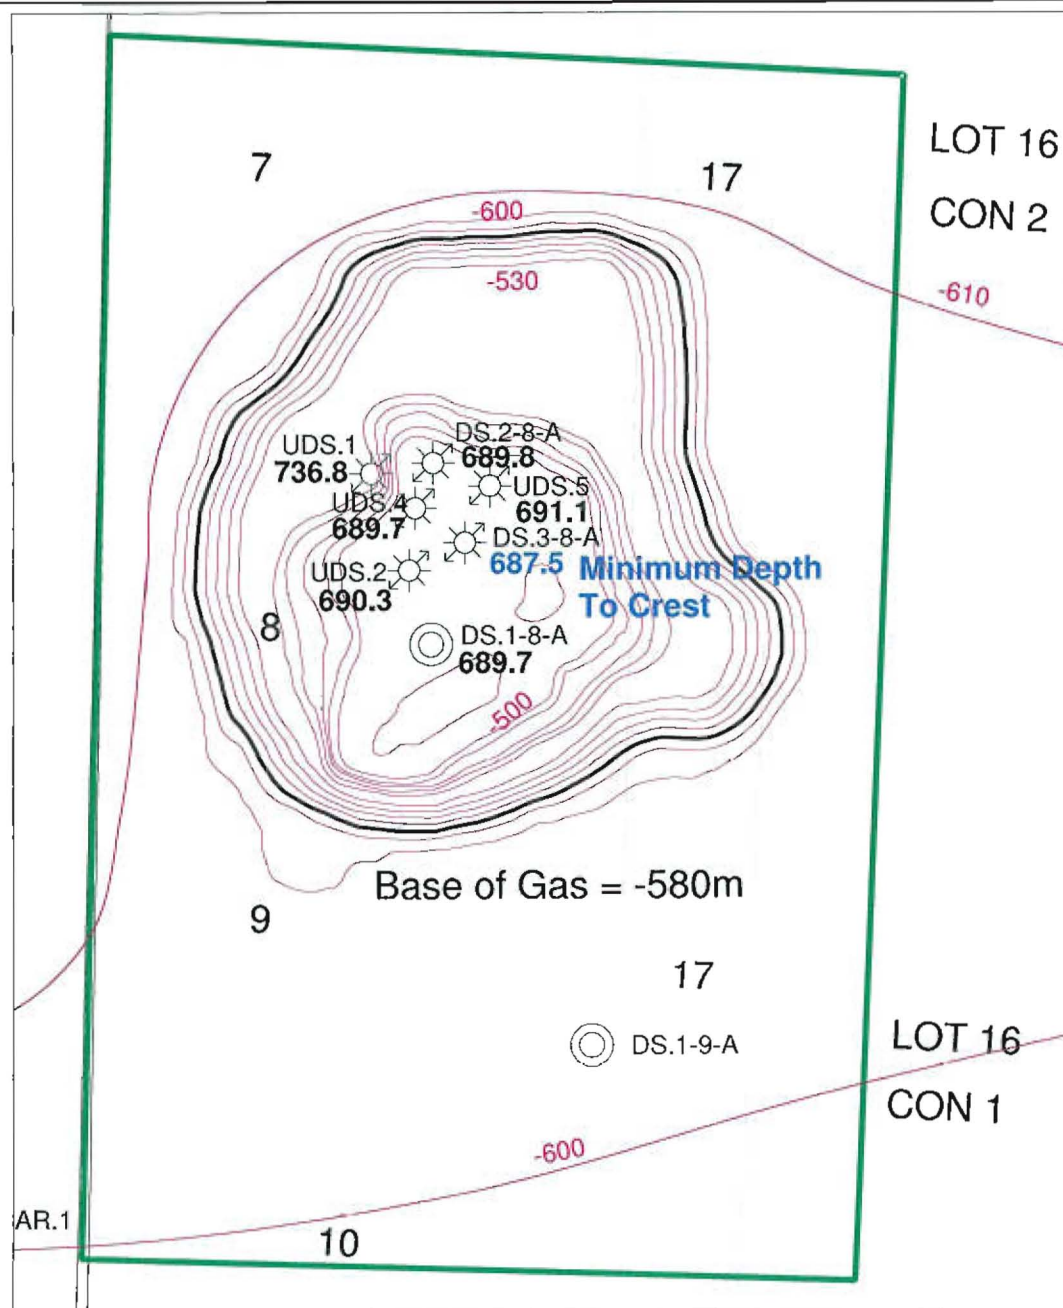 LOT 16
7
17
CON 2
-600
-530
-610
UDS.1
736.8
DS.2-8-A
689.8
UDS.4
689.7
UDS.5
691.1
DS.3-8-A
687.5
Minimum Depth
To Crest
UDS.2
690.3
8
DS.1-8-A
689.7
-500
Base of Gas = -580m
9
17
LOT 16
DS.1-9-A
CON 1
-600
AR.1
10